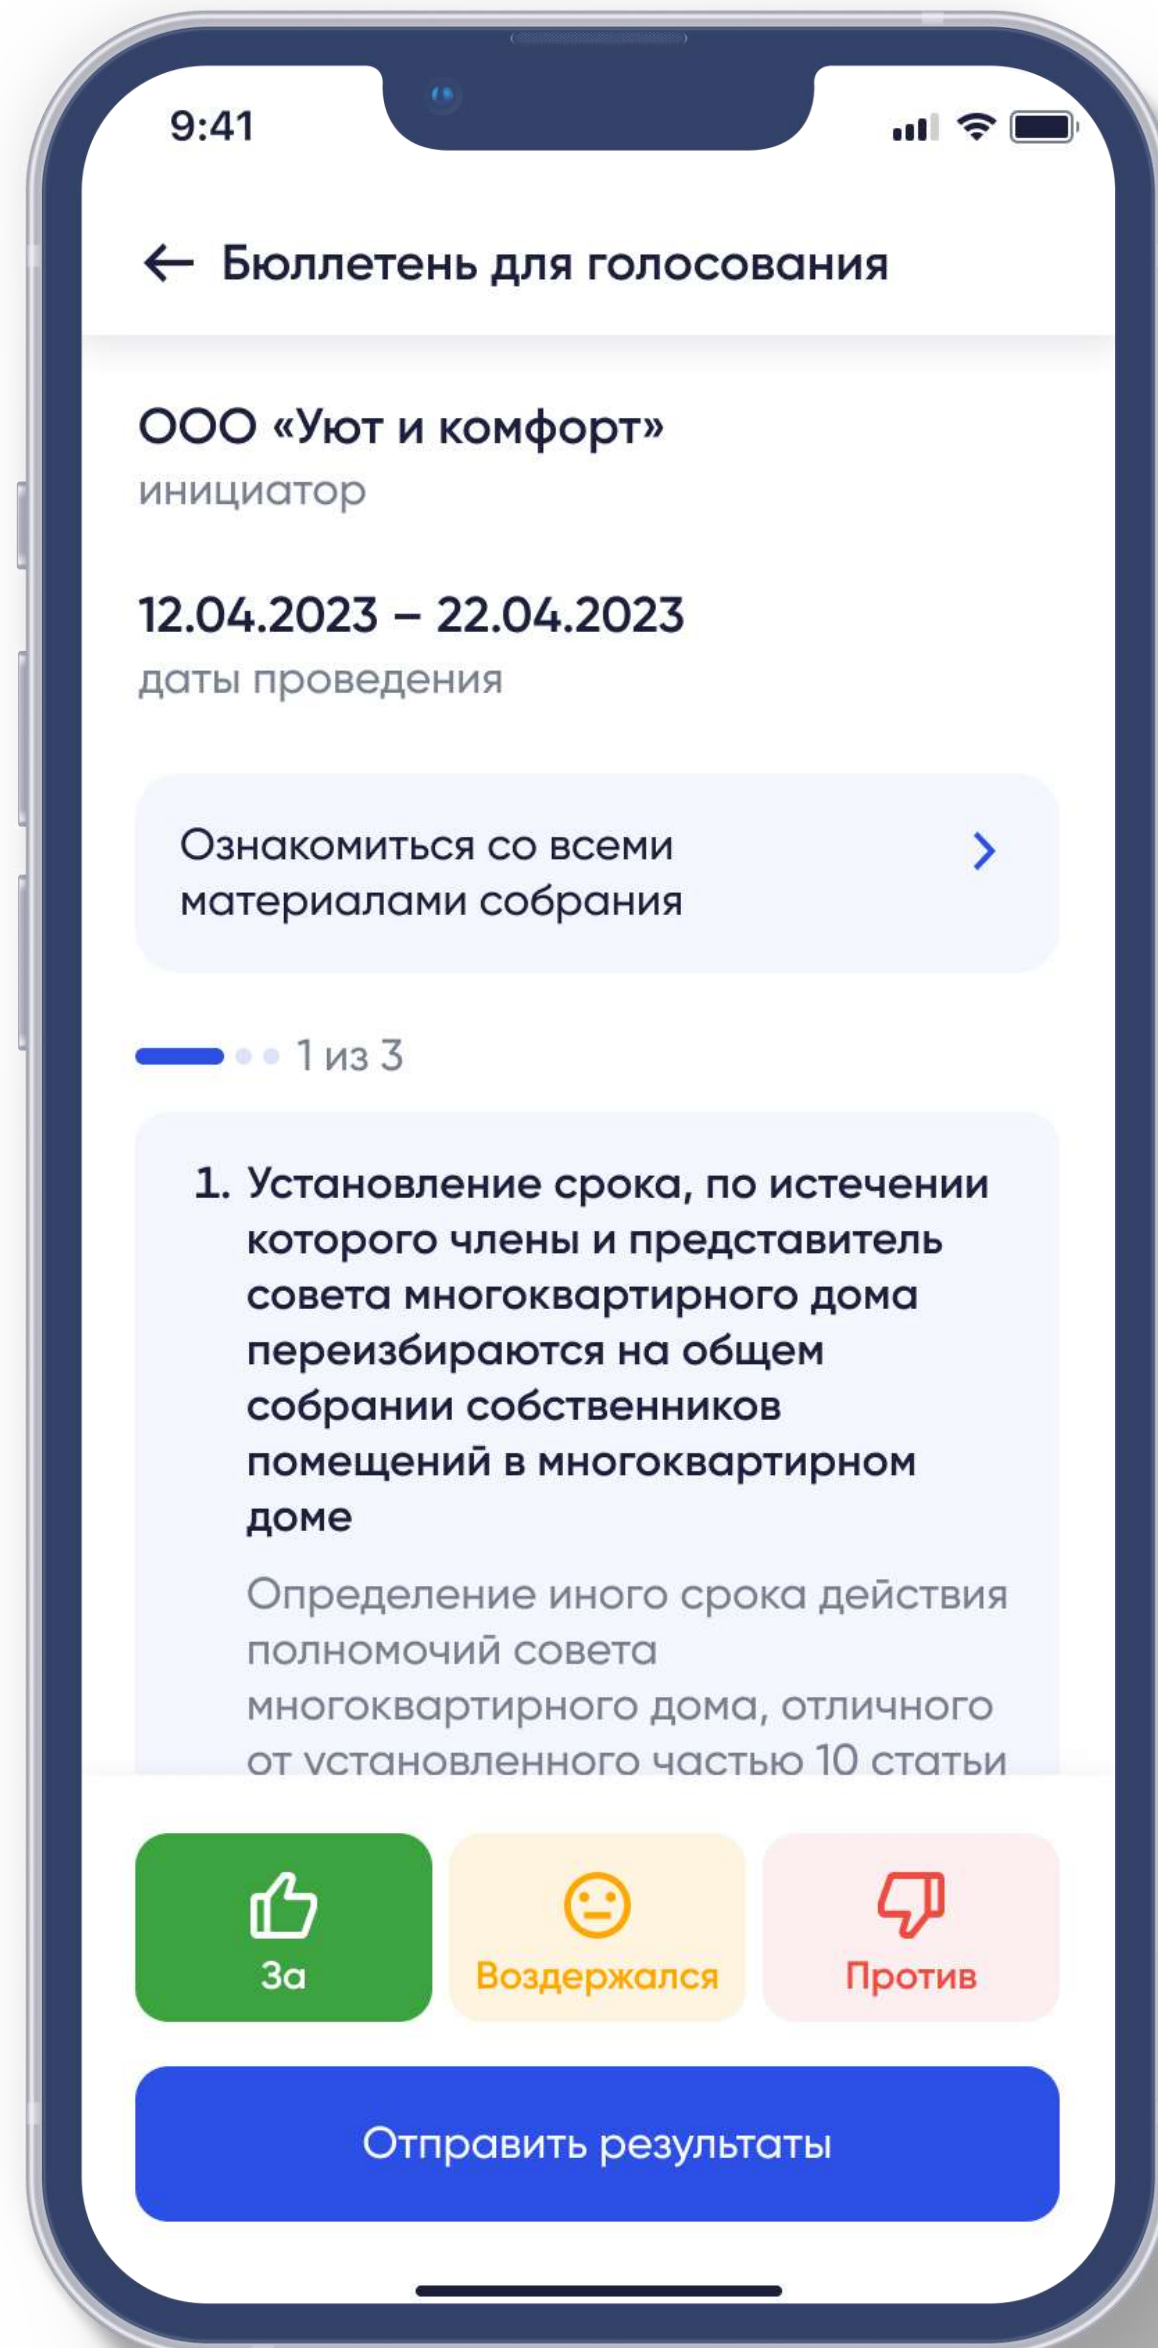 9:41
Бюллетень для голосования
ООО «Уют и комфорт»
инициатор
12.04.2023 – 22.04.2023
даты проведения
Ознакомиться со всеми
материалами собрания
1 из 3
1. Установление срока, по истечении
которого члены и представитель
совета многоквартирного дома
переизбираются на общем
собрании собственников
помещений в многоквартирном
доме
Определение иного срока действия
полномочий совета
многоквартирного дома, отличного
от установленного частью 10 статьи
За
Воздержался
Против
Отправить результаты